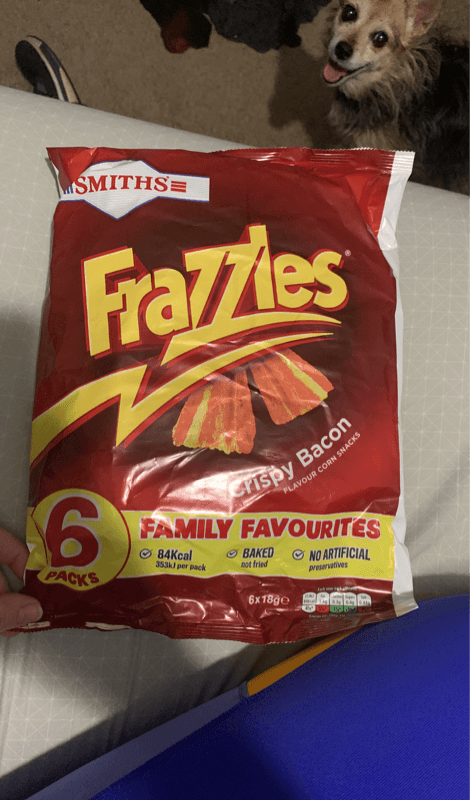 SMITHS
Frazzles®
Crispy Bacon
FLAVOUR CORN SNACKS
6
PACKS
FAMILY FAVOURITES
84Kcal
353kJ per pack
BAKED
not fried
NO ARTIFICIAL
preservatives
6x18g℮